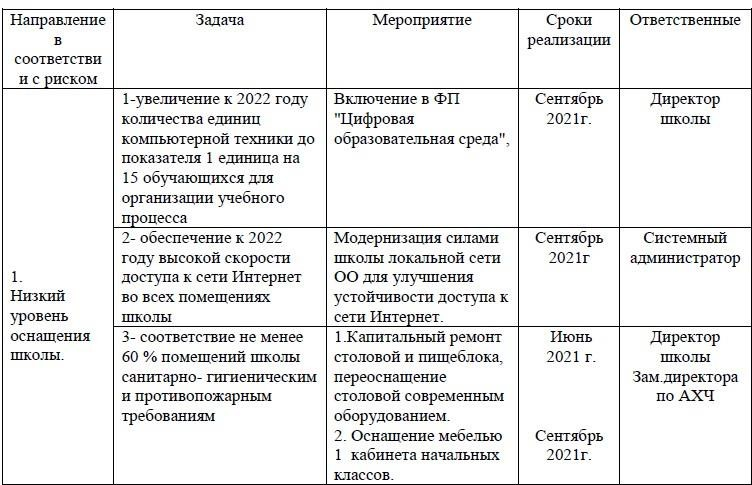 Направление
в
соответстви
и с риском
Задача
Мероприятие
Сроки
реализации
Ответственные
1.
Низкий
уровень
оснащения
школы.
1-увеличение к 2022 году
количества единиц
компьютерной техники до
показателя 1 единица на
15 обучающихся для
организации учебного
процесса
Включение в ФП
"Цифровая
образовательная среда",
Сентябрь
2021г.
Директор
школы
2- обеспечение к 2022
году высокой скорости
доступа к сети Интернет
во всех помещениях
школы
Модернизация силами
школы локальной сети
ОО для улучшения
устойчивости доступа к
сети Интернет.
Сентябрь
2021г
Системный
администратор
3- соответствие не менее
60 % помещений школы
санитарно- гигиеническим
и противопожарным
требованиям
1.Капитальный ремонт
столовой и пищеблока,
переоснащение
столовой современным
оборудованием.
2. Оснащение мебелью
1 кабинета начальных
классов.
Июнь
2021 г.
Сентябрь
2021г.
Директор
школы
Зам.директора
по АХЧ